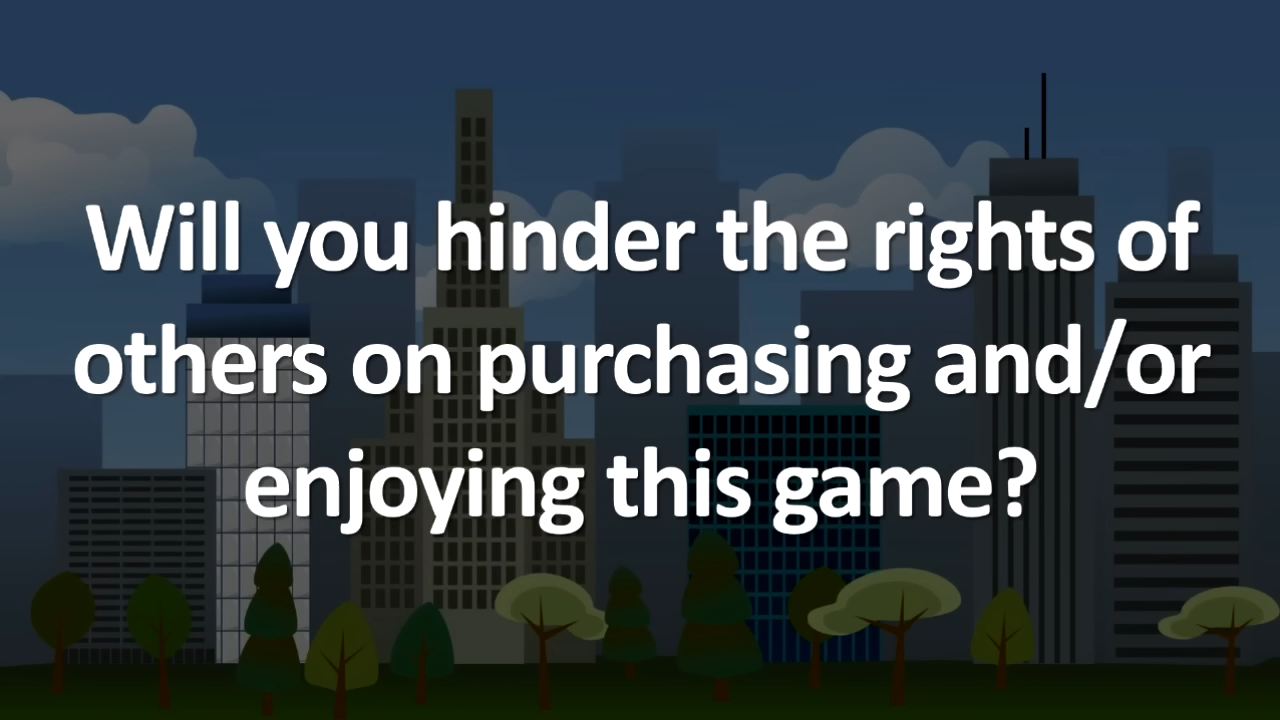 Will you hinder the rights of
others on purchasing and/or
enjoying this game?